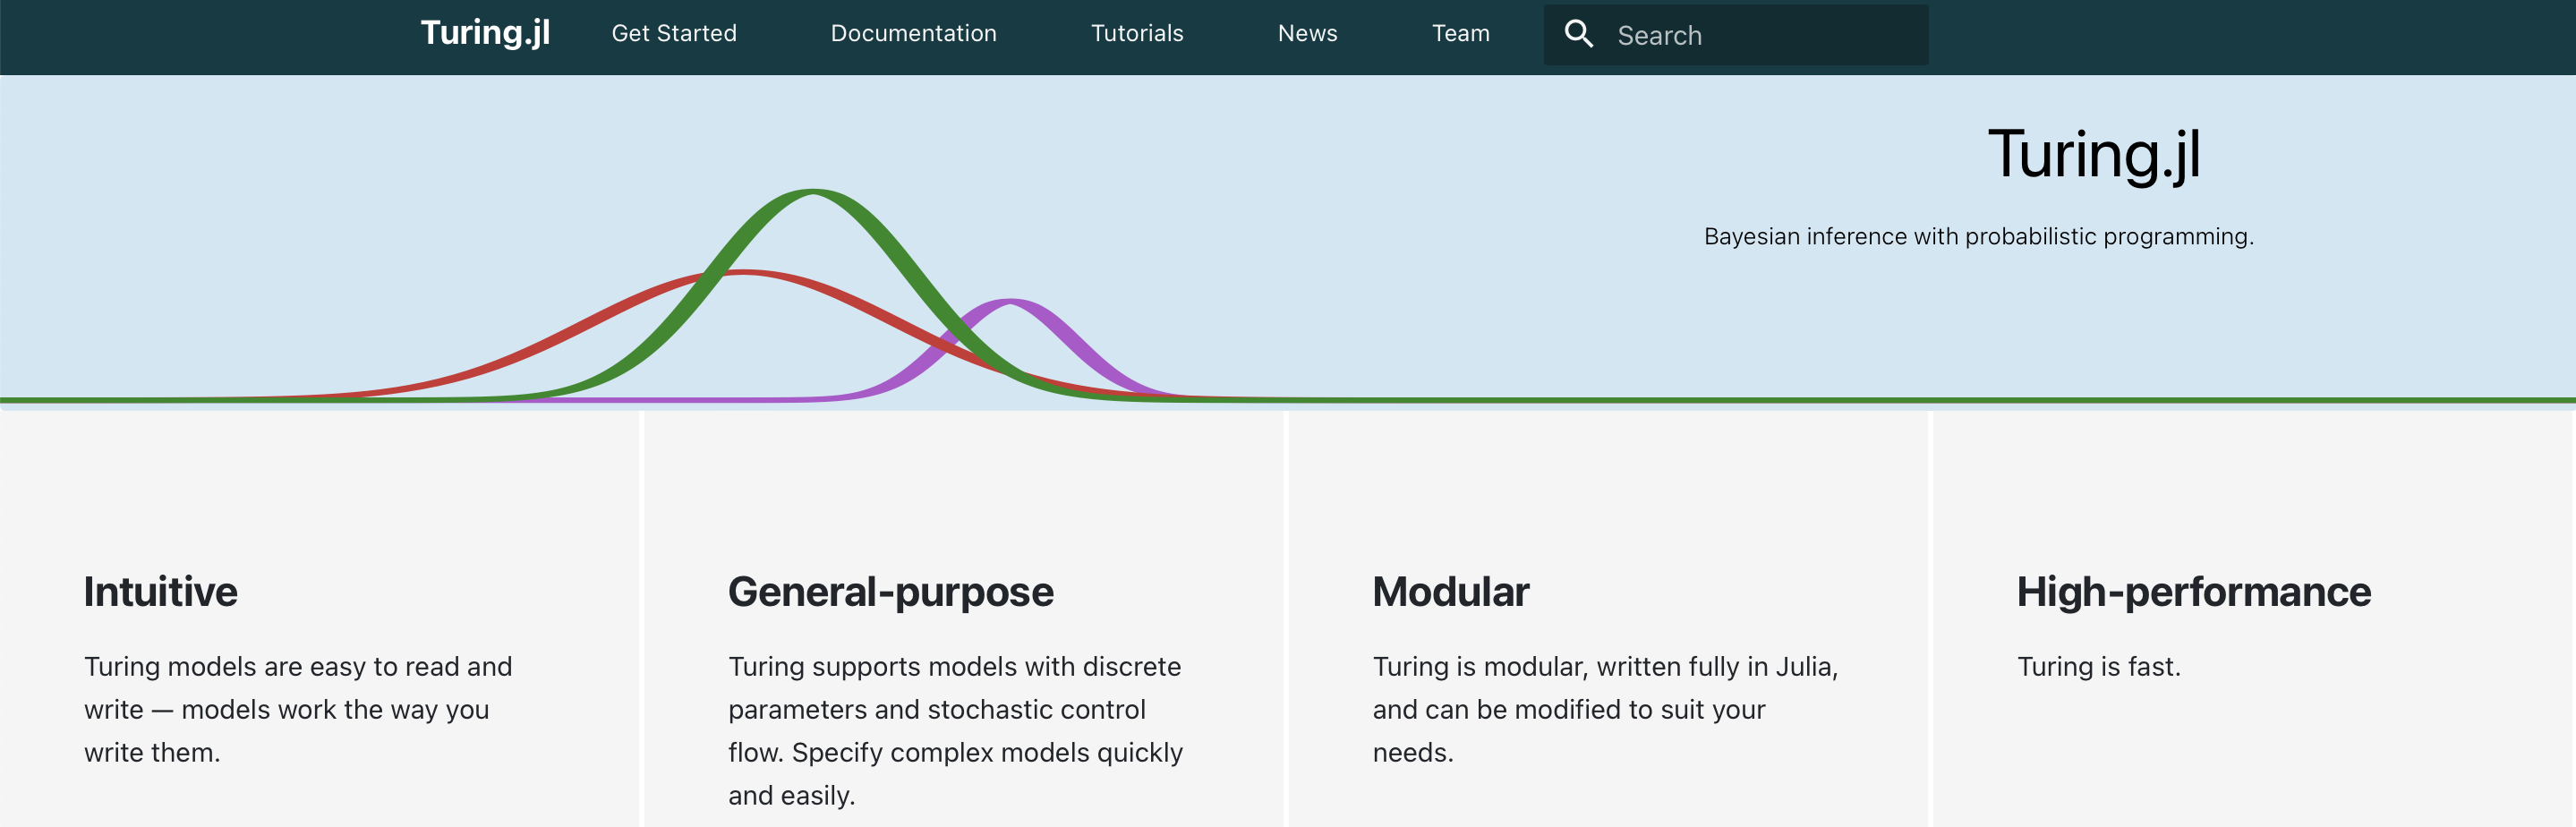 Turing.jl Get Started Documentation Tutorials News Team Search
Turing.jl
Bayesian inference with probabilistic programming.
Intuitive
Turing models are easy to read and
write — models work the way you
write them.
General-purpose
Turing supports models with discrete
parameters and stochastic control
flow. Specify complex models quickly
and easily.
Modular
Turing is modular, written fully in Julia,
and can be modified to suit your
needs.
High-performance
Turing is fast.